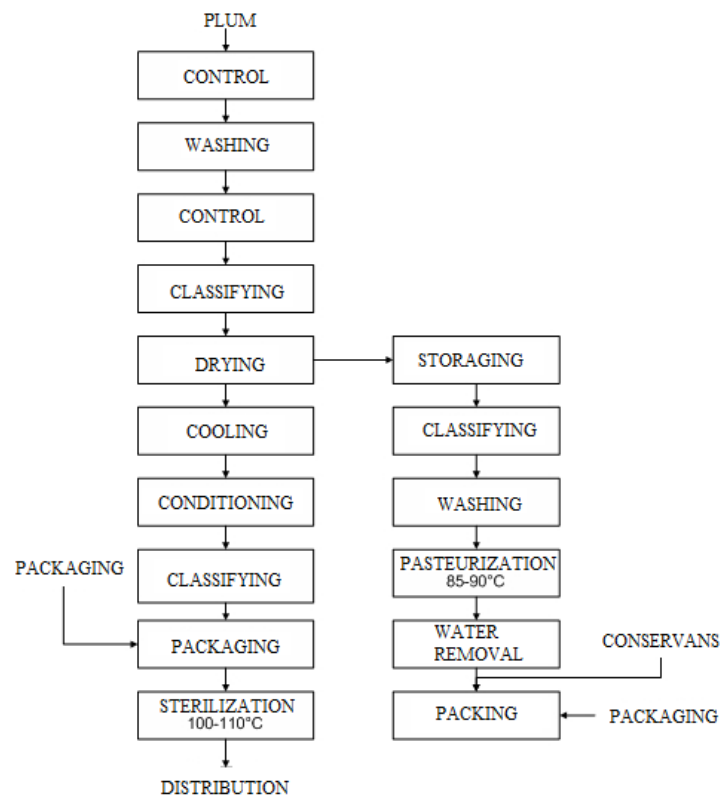 PLUM
CONTROL
WASHING
CONTROL
CLASSIFYING
DRYING
COOLING
CONDITIONING
CLASSIFYING
PACKAGING
PACKAGING
STERILIZATION
100-110°C
DISTRIBUTION
STORAGING
CLASSIFYING
WASHING
PASTEURIZATION
85-90°C
WATER
REMOVAL
CONSERVANS
PACKING
PACKAGING